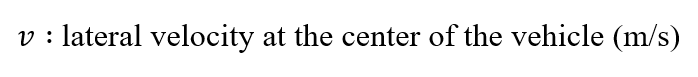 v : lateral velocity at the center of the vehicle (m/s)